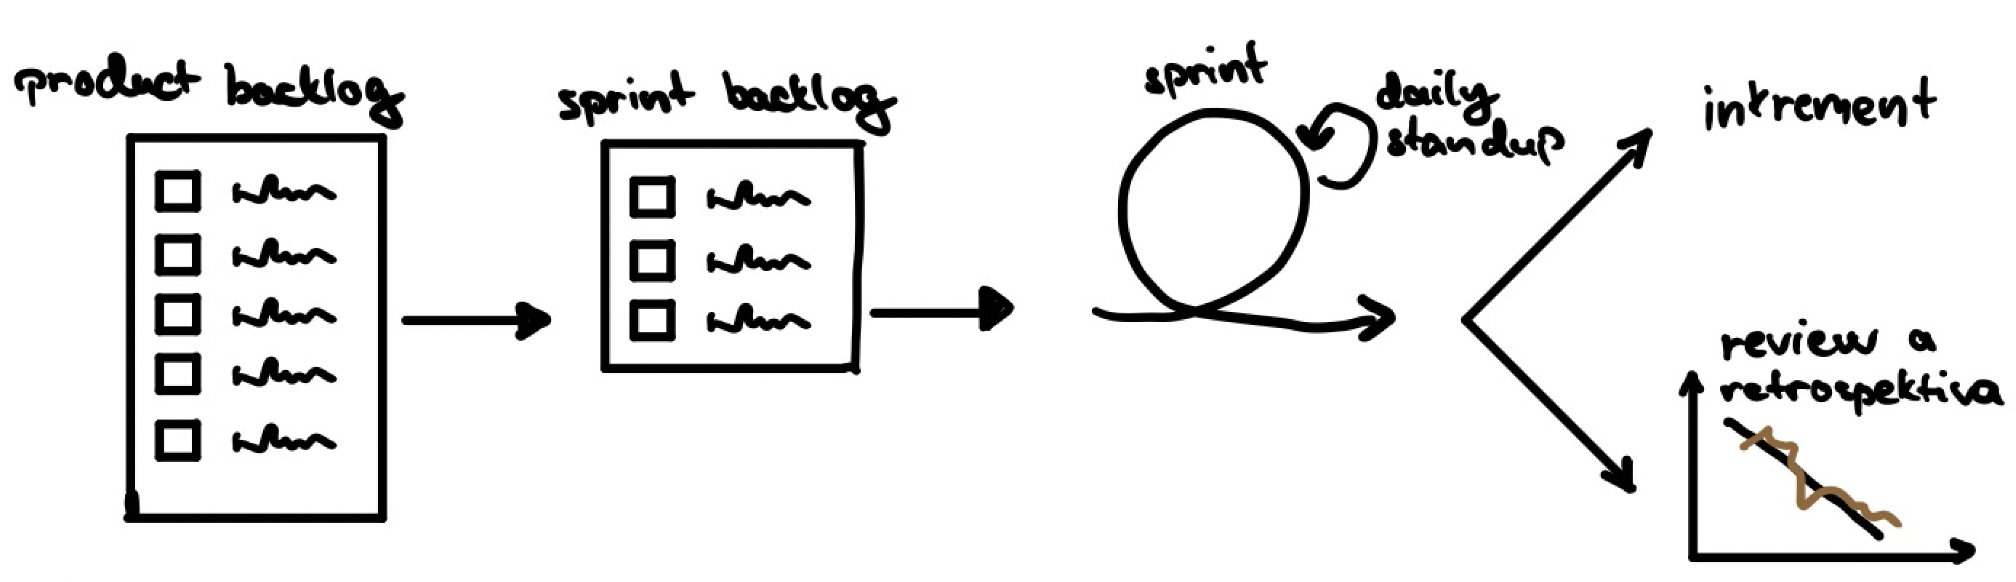 product backlog
sprint backlog
sprint
daily
standup
inkrement
review a
retrospektiva